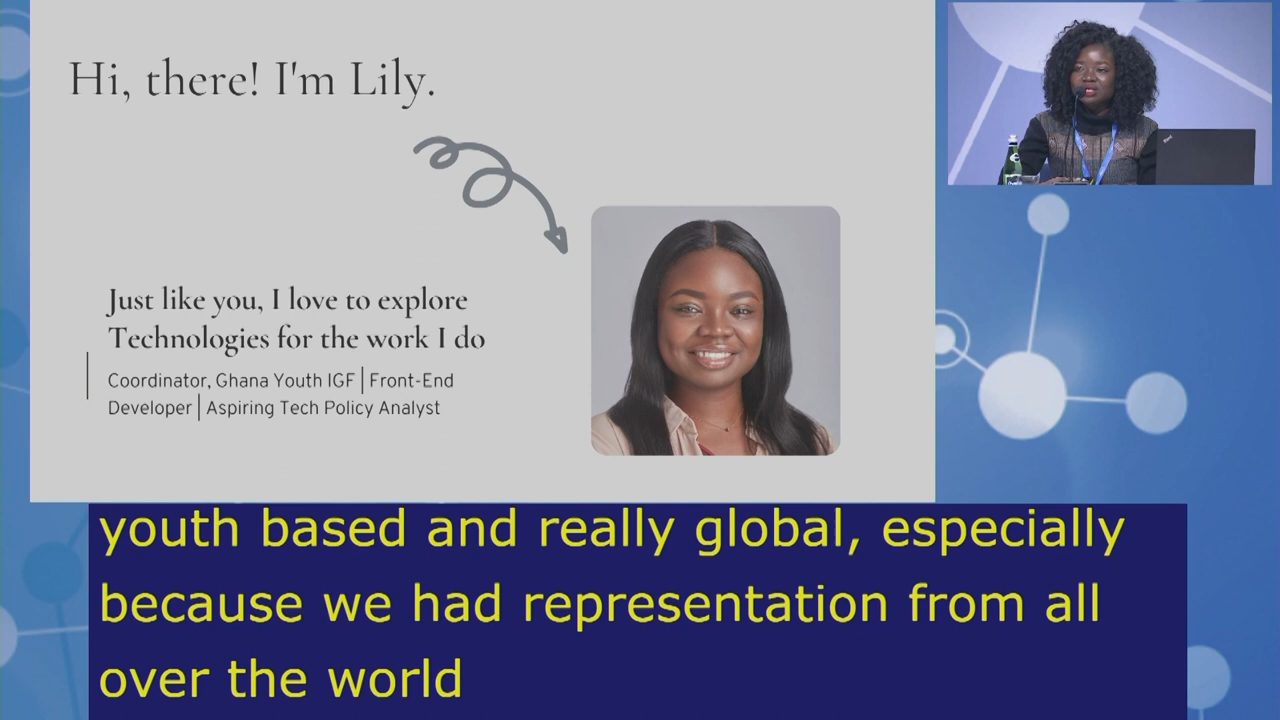 Hi, there! I'm Lily.
Just like you, I love to explore
Technologies for the work I do
Coordinator, Ghana Youth IGF | Front-End
Developer | Aspiring Tech Policy Analyst
youth based and really global, especially
because we had representation from all
over the world